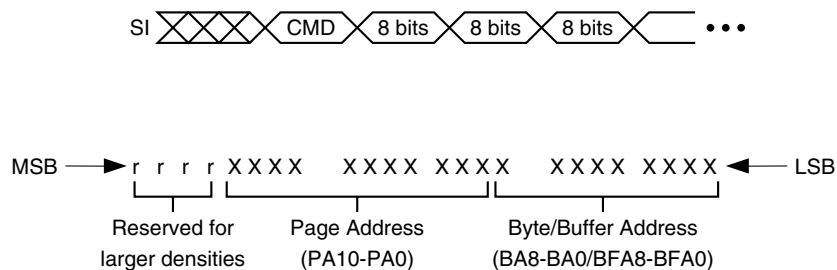 SI CMD 8 bits 8 bits 8 bits
MSB r r r r X X X X X X X X X X X X X X X X X X X X LSB
Reserved for Page Address Byte/Buffer Address
larger densities (PA10-PA0) (BA8-BA0/BFA8-BFA0)